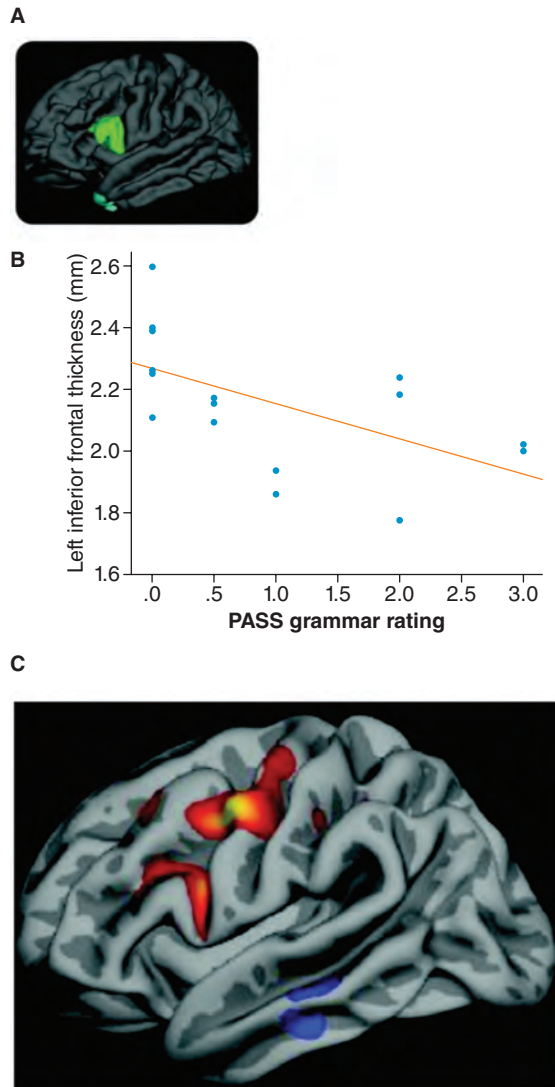 A
B
Left inferior frontal thickness (mm)
2.6
2.4
2.2
2.0
1.8
1.6
.0 .5 1.0 1.5 2.0 2.5 3.0
PASS grammar rating
C